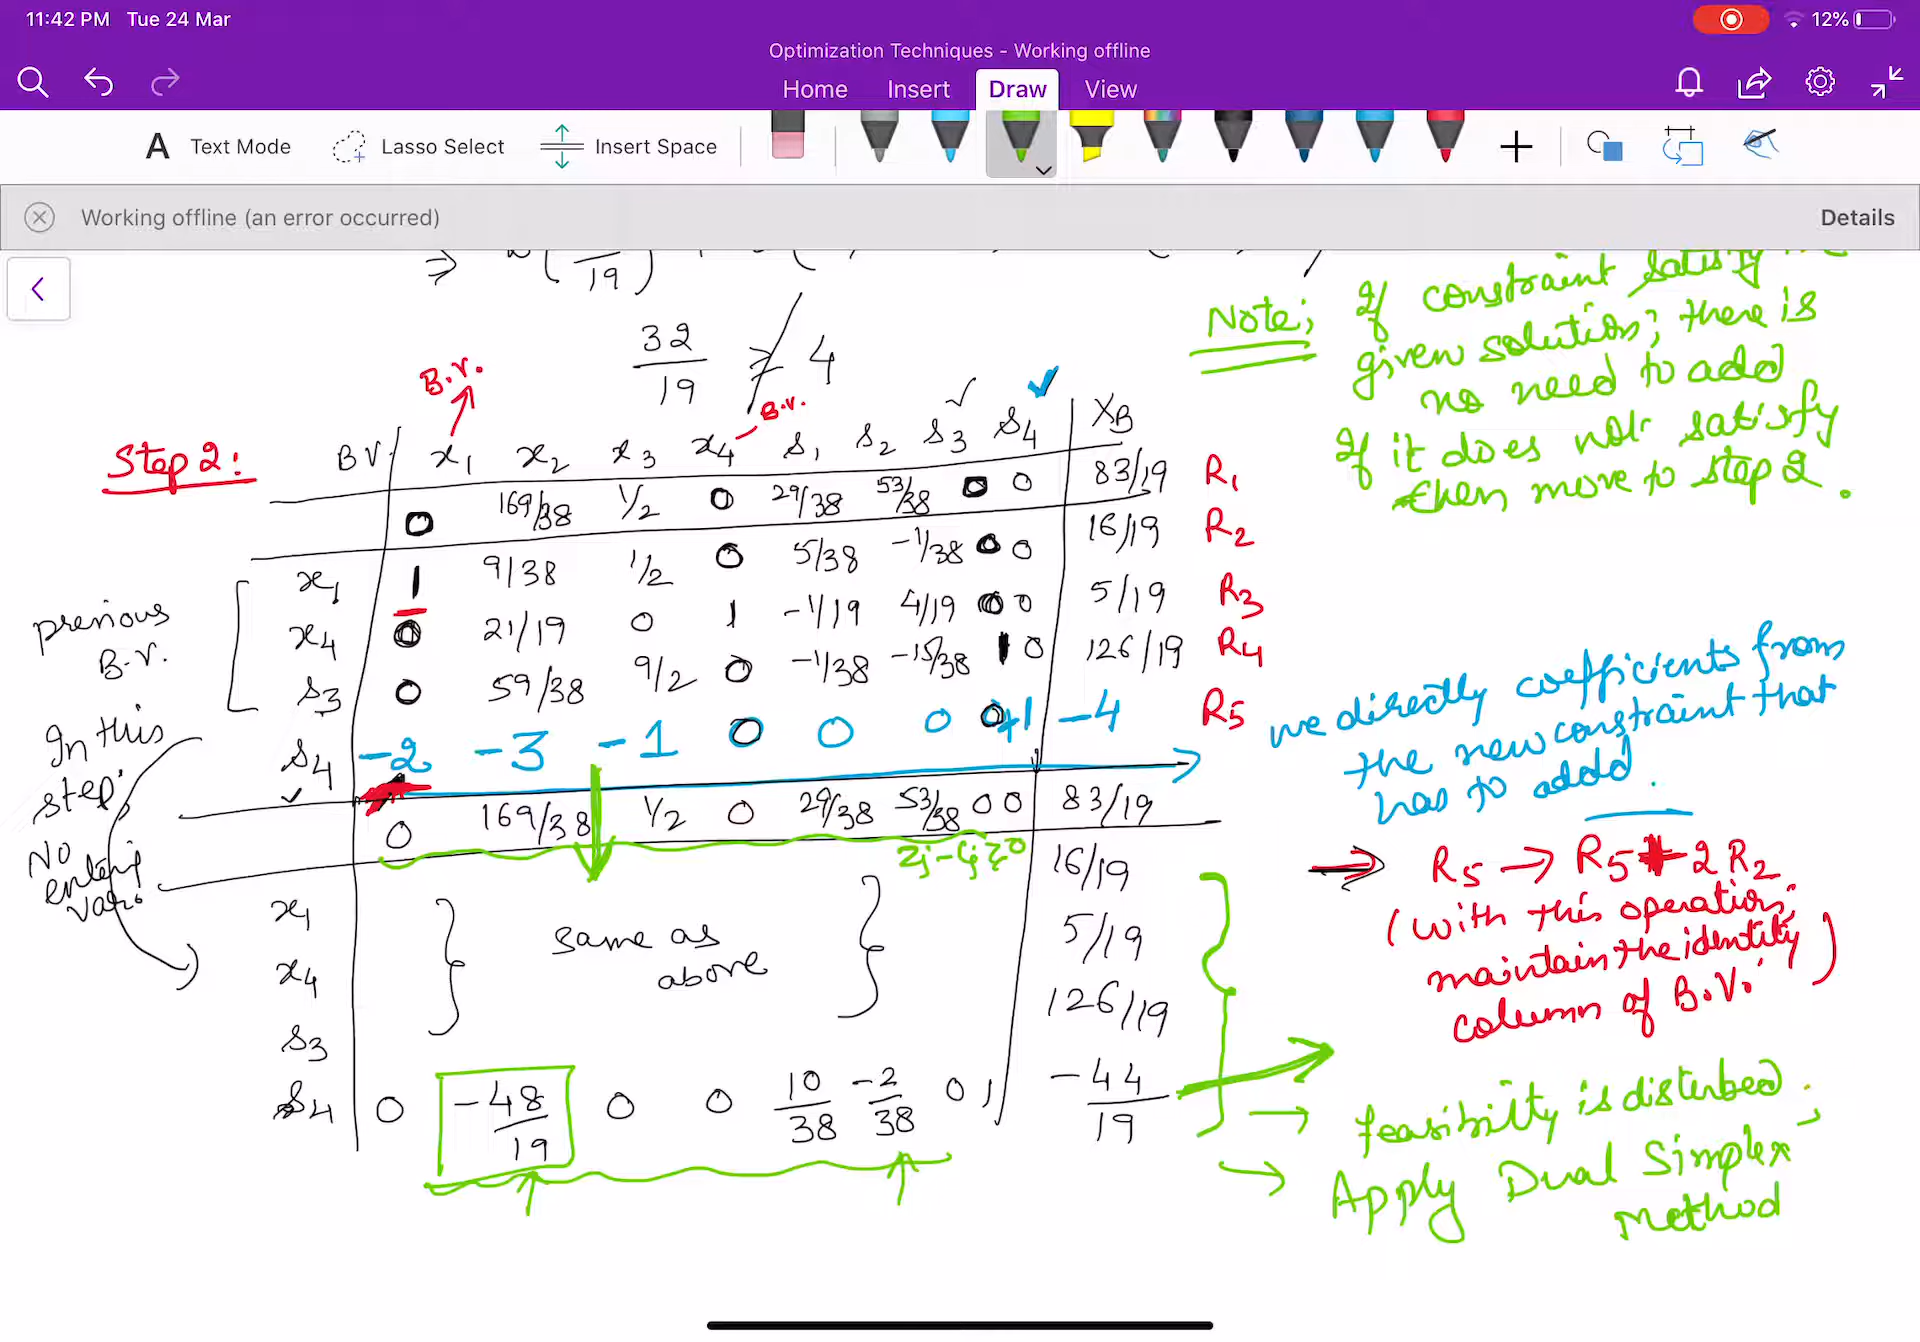 11:42 PM Tue 24 Mar
12%
Optimization Techniques - Working offline
Home Insert Draw View
A Text Mode Lasso Select Insert Space
Working offline (an error occurred) Details
⇒ 19
32/19 ≱ 4
B.V.
B.V.
Step 2:
B V. x1 x2 x3 x4 s1 s2 s3 s4 XB
0 169/38 1/2 0 29/38 53/38 0 0 83/19 R1
x1 1 9/38 1/2 0 5/38 -1/38 0 0 16/19 R2
x4 0 21/19 0 1 -1/19 4/19 0 0 5/19 R3
s3 0 59/38 9/2 0 -1/38 -15/38 1 0 126/19 R4
s4 -2 -3 -1 0 0 0 0 +1 -4 R5
0 169/38 1/2 0 29/38 53/38 0 0 83/19
zj-cj≥0
x1 16/19
x4 same as above 5/19
s3 126/19
s4 0 -48/19 0 0 10/38 -2/38 0 1 -44/19
previous
B.V.
In this
step;
No
entering
var.
Note; If constraint satisfy
given solution; there is
no need to add
If it does not satisfy
then move to step 2.
we directly coefficients from
the new constraint that
has to addd.
⇒ R5 → R5 + 2 R2
(with this operation;
maintain the identity
column of B.V.)
→ feasibilty is disturbed.
→ Apply Dual Simplex
method